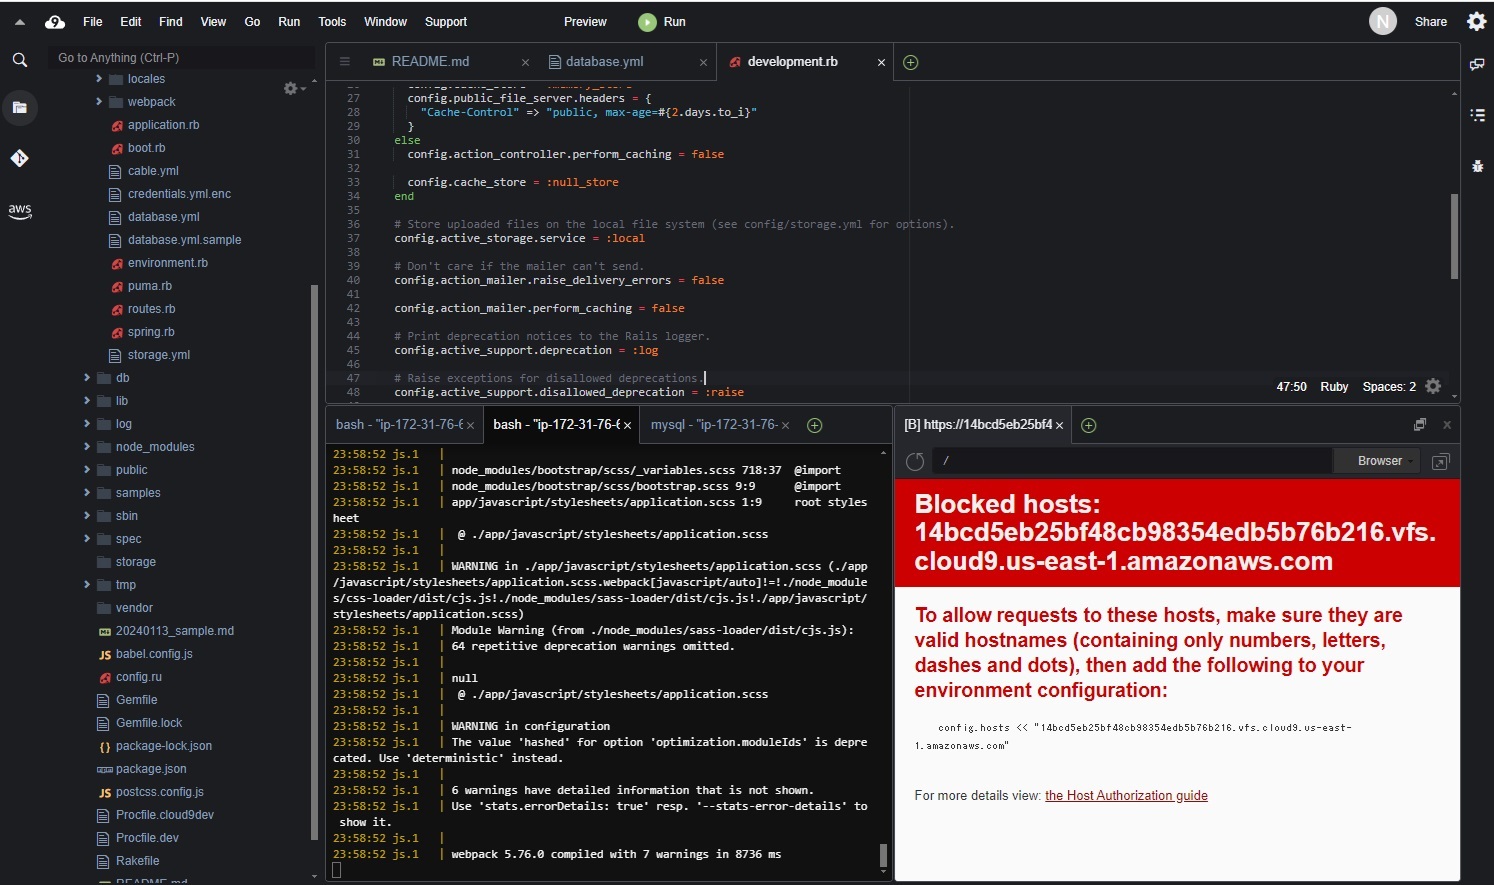 9 File Edit Find View Go Run Tools Window Support Preview Run N Share
Go to Anything (Ctrl-P)
aws
locales
webpack
application.rb
boot.rb
cable.yml
credentials.yml.enc
database.yml
database.yml.sample
environment.rb
puma.rb
routes.rb
spring.rb
storage.yml
db
lib
log
node_modules
public
samples
sbin
spec
storage
tmp
vendor
20240113_sample.md
babel.config.js
config.ru
Gemfile
Gemfile.lock
package-lock.json
package.json
postcss.config.js
Procfile.cloud9dev
Procfile.dev
Rakefile
README.md
README.md × database.yml × development.rb ×
27 config.public_file_server.headers = {
28 "Cache-Control" => "public, max-age=#{2.days.to_i}"
29 }
30 else
31 config.action_controller.perform_caching = false
32
33 config.cache_store = :null_store
34 end
35
36 # Store uploaded files on the local file system (see config/storage.yml for options).
37 config.active_storage.service = :local
38
39 # Don't care if the mailer can't send.
40 config.action_mailer.raise_delivery_errors = false
41
42 config.action_mailer.perform_caching = false
43
44 # Print deprecation notices to the Rails logger.
45 config.active_support.deprecation = :log
46
47 # Raise exceptions for disallowed deprecations.
48 config.active_support.disallowed_deprecation = :raise
47:50 Ruby Spaces: 2
bash - "ip-172-31-76-6 × bash - "ip-172-31-76-6 × mysql - "ip-172-31-76- ×
23:58:52 js.1 |
23:58:52 js.1 | node_modules/bootstrap/scss/_variables.scss 718:37 @import
23:58:52 js.1 | node_modules/bootstrap/scss/bootstrap.scss 9:9 @import
23:58:52 js.1 | app/javascript/stylesheets/application.scss 1:9 root styles
heet
23:58:52 js.1 | @ ./app/javascript/stylesheets/application.scss
23:58:52 js.1 |
23:58:52 js.1 | WARNING in ./app/javascript/stylesheets/application.scss (./app
/javascript/stylesheets/application.scss.webpack[javascript/auto]!=!./node_module
s/css-loader/dist/cjs.js!./node_modules/sass-loader/dist/cjs.js!./app/javascript/
stylesheets/application.scss)
23:58:52 js.1 | Module Warning (from ./node_modules/sass-loader/dist/cjs.js):
23:58:52 js.1 | 64 repetitive deprecation warnings omitted.
23:58:52 js.1 |
23:58:52 js.1 | null
23:58:52 js.1 | @ ./app/javascript/stylesheets/application.scss
23:58:52 js.1 |
23:58:52 js.1 | WARNING in configuration
23:58:52 js.1 | The value 'hashed' for option 'optimization.moduleIds' is depre
cated. Use 'deterministic' instead.
23:58:52 js.1 |
23:58:52 js.1 | 6 warnings have detailed information that is not shown.
23:58:52 js.1 | Use 'stats.errorDetails: true' resp. '--stats-error-details' to
show it.
23:58:52 js.1 |
23:58:52 js.1 | webpack 5.76.0 compiled with 7 warnings in 8736 ms
[B] https://14bcd5eb25bf4 ×
/ Browser
Blocked hosts:
14bcd5eb25bf48cb98354edb5b76b216.vfs.
cloud9.us-east-1.amazonaws.com
To allow requests to these hosts, make sure they are
valid hostnames (containing only numbers, letters,
dashes and dots), then add the following to your
environment configuration:
config.hosts << "14bcd5eb25bf48cb98354edb5b76b216.vfs.cloud9.us-east-
1.amazonaws.com"
For more details view: the Host Authorization guide